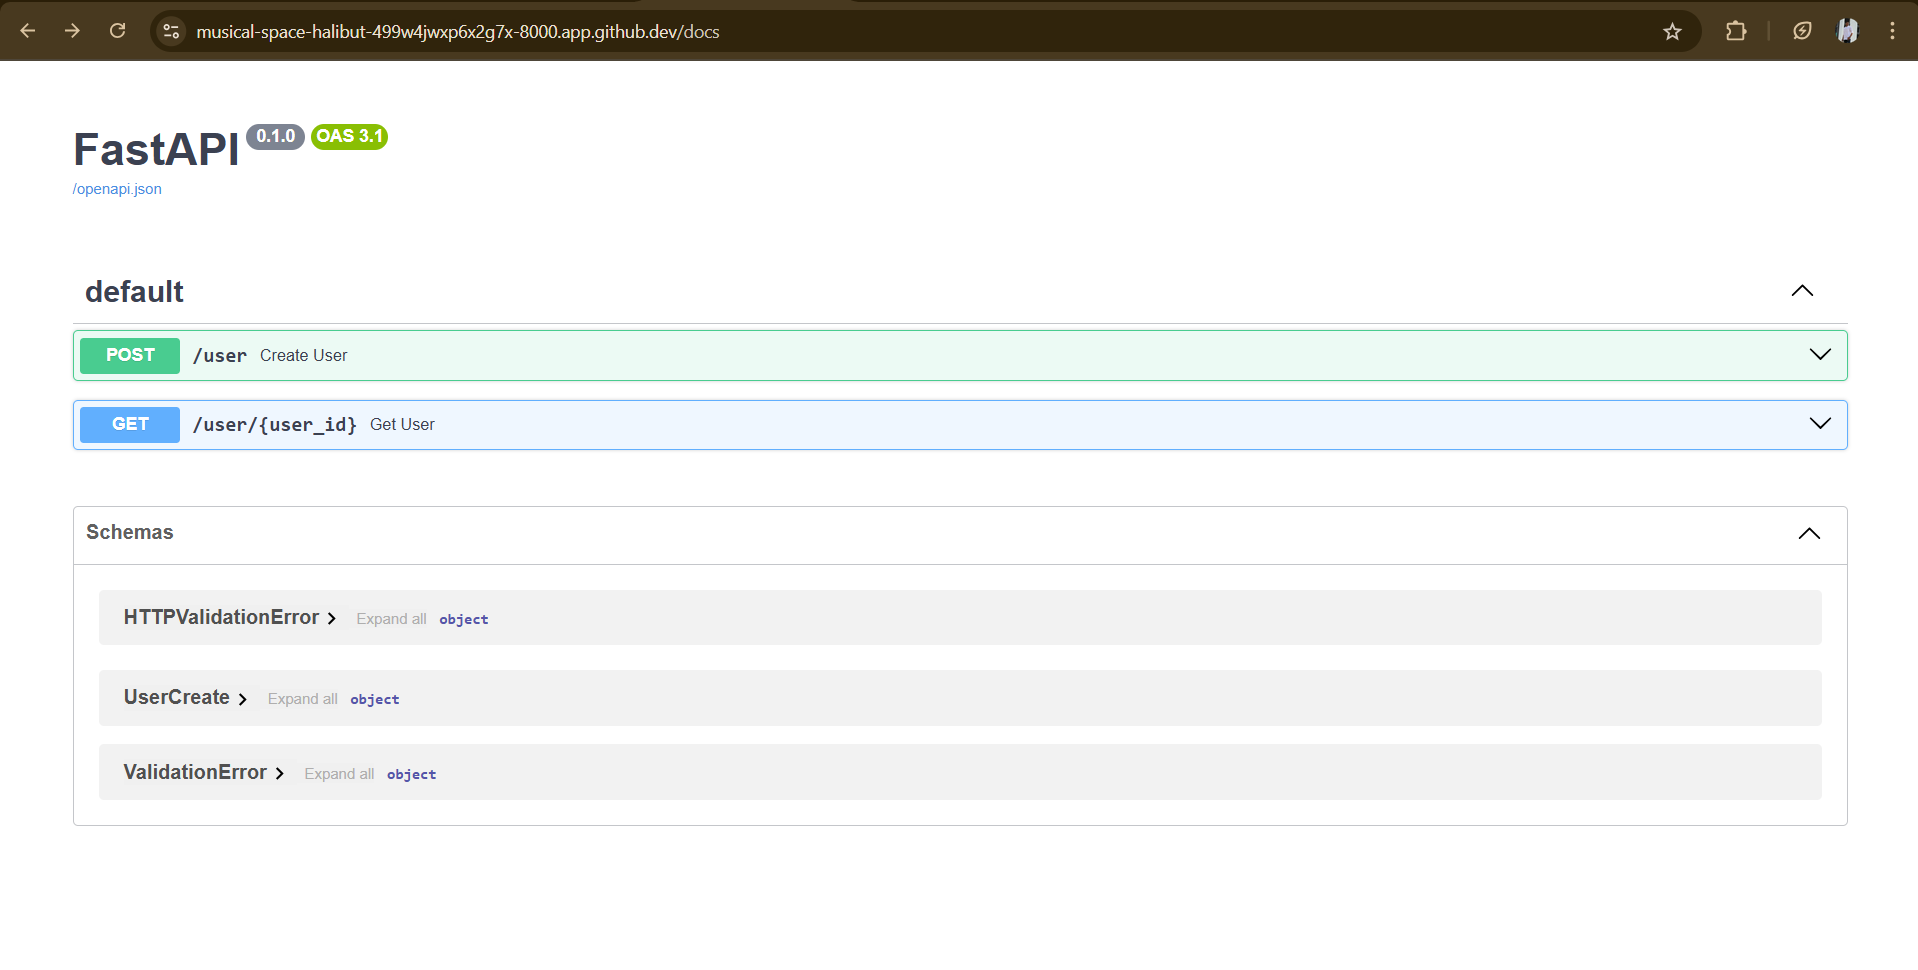 musical-space-halibut-499w4jwxp6x2g7x-8000.app.github.dev/docs
FastAPI 0.1.0 OAS 3.1
/openapi.json
default
POST /user Create User
GET /user/{user_id} Get User
Schemas
HTTPValidationError Expand all object
UserCreate Expand all object
ValidationError Expand all object